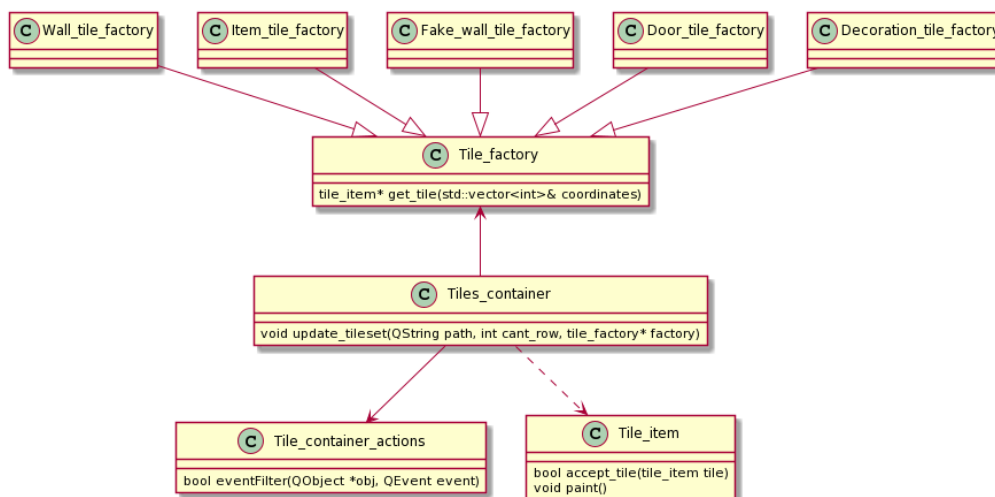 C Wall_tile_factory
C Item_tile_factory
C Fake_wall_tile_factory
C Door_tile_factory
C Decoration_tile_factory
C Tile_factory
tile_item* get_tile(std::vector<int>& coordinates)
C Tiles_container
void update_tileset(QString path, int cant_row, tile_factory* factory)
C Tile_container_actions
bool eventFilter(QObject *obj, QEvent event)
C Tile_item
bool accept_tile(tile_item tile)
void paint()